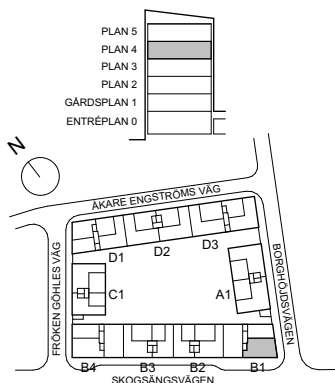 PLAN 5
PLAN 4
PLAN 3
PLAN 2
GÅRDSPLAN 1
ENTRÉPLAN 0
N
ÅKARE ENGSTRÖMS VÄG
D1
D2
D3
FRÖKEN GÖHLES VÄG
BORGHÖJDSVÄGEN
C1
A1
B4
B3
B2
B1
SKOGSÄNGSVÄGEN